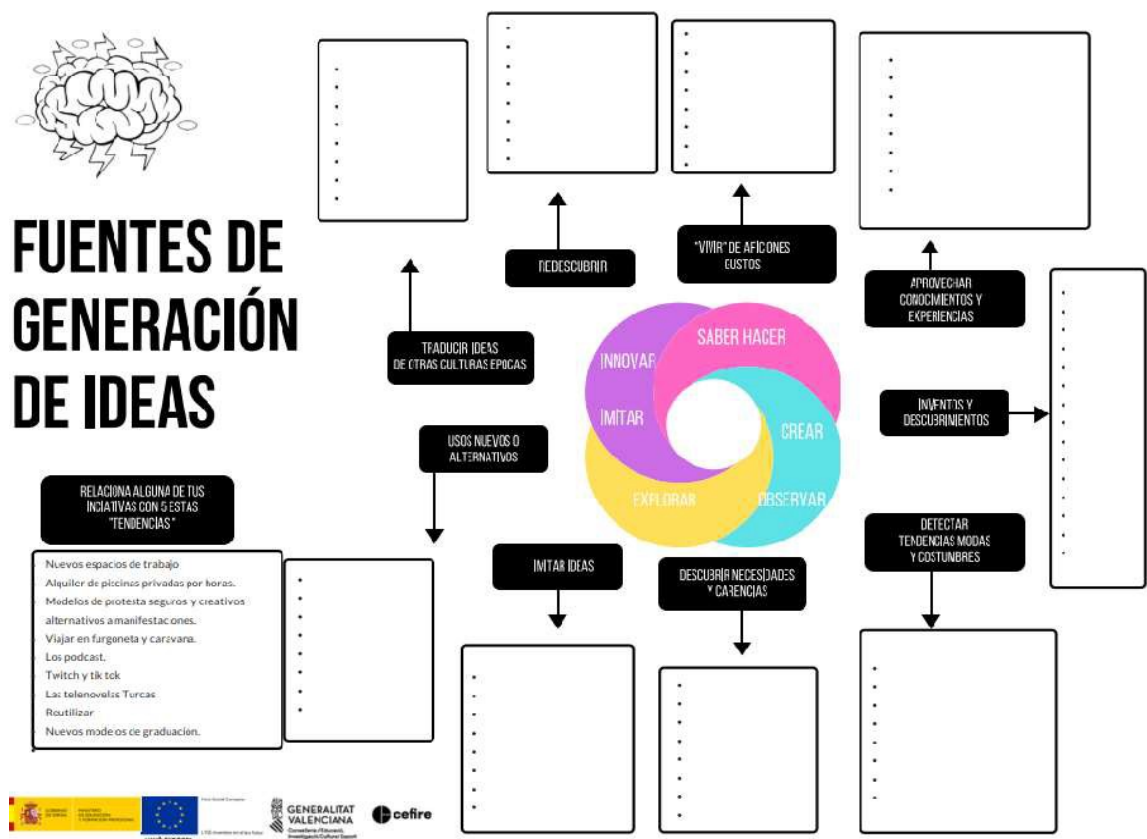 FUENTES DE
GENERACIÓN
DE IDEAS
TRADUCIR IDEAS
DE OTRAS CULTURAS EPOCAS
REDESCUBRIR
"VIVIR" DE AFICIONES
GUSTOS
APROVECHAR
CONOCIMIENTOS Y
EXPERIENCIAS
INNOVAR
IMITAR
SABER HACER
CREAR
OBSERVAR
EXPLORAR
INVENTOS Y
DESCUBRIMIENTOS
USOS NUEVOS O
ALTERNATIVOS
IMITAR IDEAS
DESCUBRIR NECESIDADES
Y CARENCIAS
DETECTAR
TENDENCIAS MODAS
Y COSTUNBRES
RELACIONA ALGUNA DE TUS
INCIATIVAS CON 5 ESTAS
"TENDENCIAS"
Nuevos espacios de trabajo
Alquiler de piscinas privadas por horas.
Modelos de protesta seguros y creativos
alternativos a manifestaciones.
Viajar en furgoneta y caravana.
Los podcast.
Twitch y tik tok
Las telenovelas Turcas
Reutilizar
Nuevos modelos de graduación.
GENERALITAT
VALENCIANA
cefire